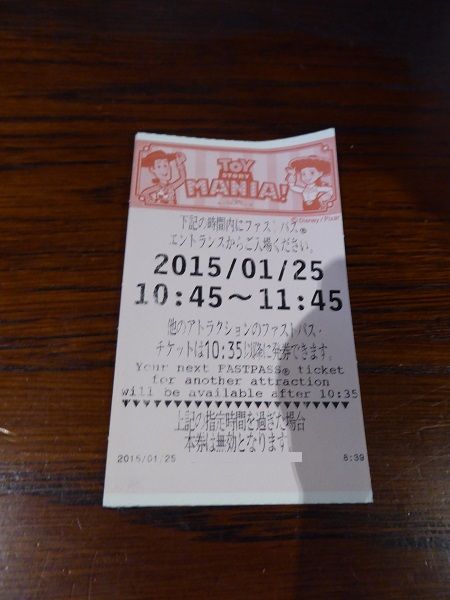 TOY
STORY
MANIA!
©Disney/Pixar
下記の時間内にファストパス®
エントランスからご入場ください。
2015/01/25
10:45～11:45
他のアトラクションのファストパス・
チケットは10:35以降に発券できます。
Your next FASTPASS® ticket
for another attraction
will be available after 10:35
上記の指定時間を過ぎた場合
本券は無効となります
2015/01/25 8:39